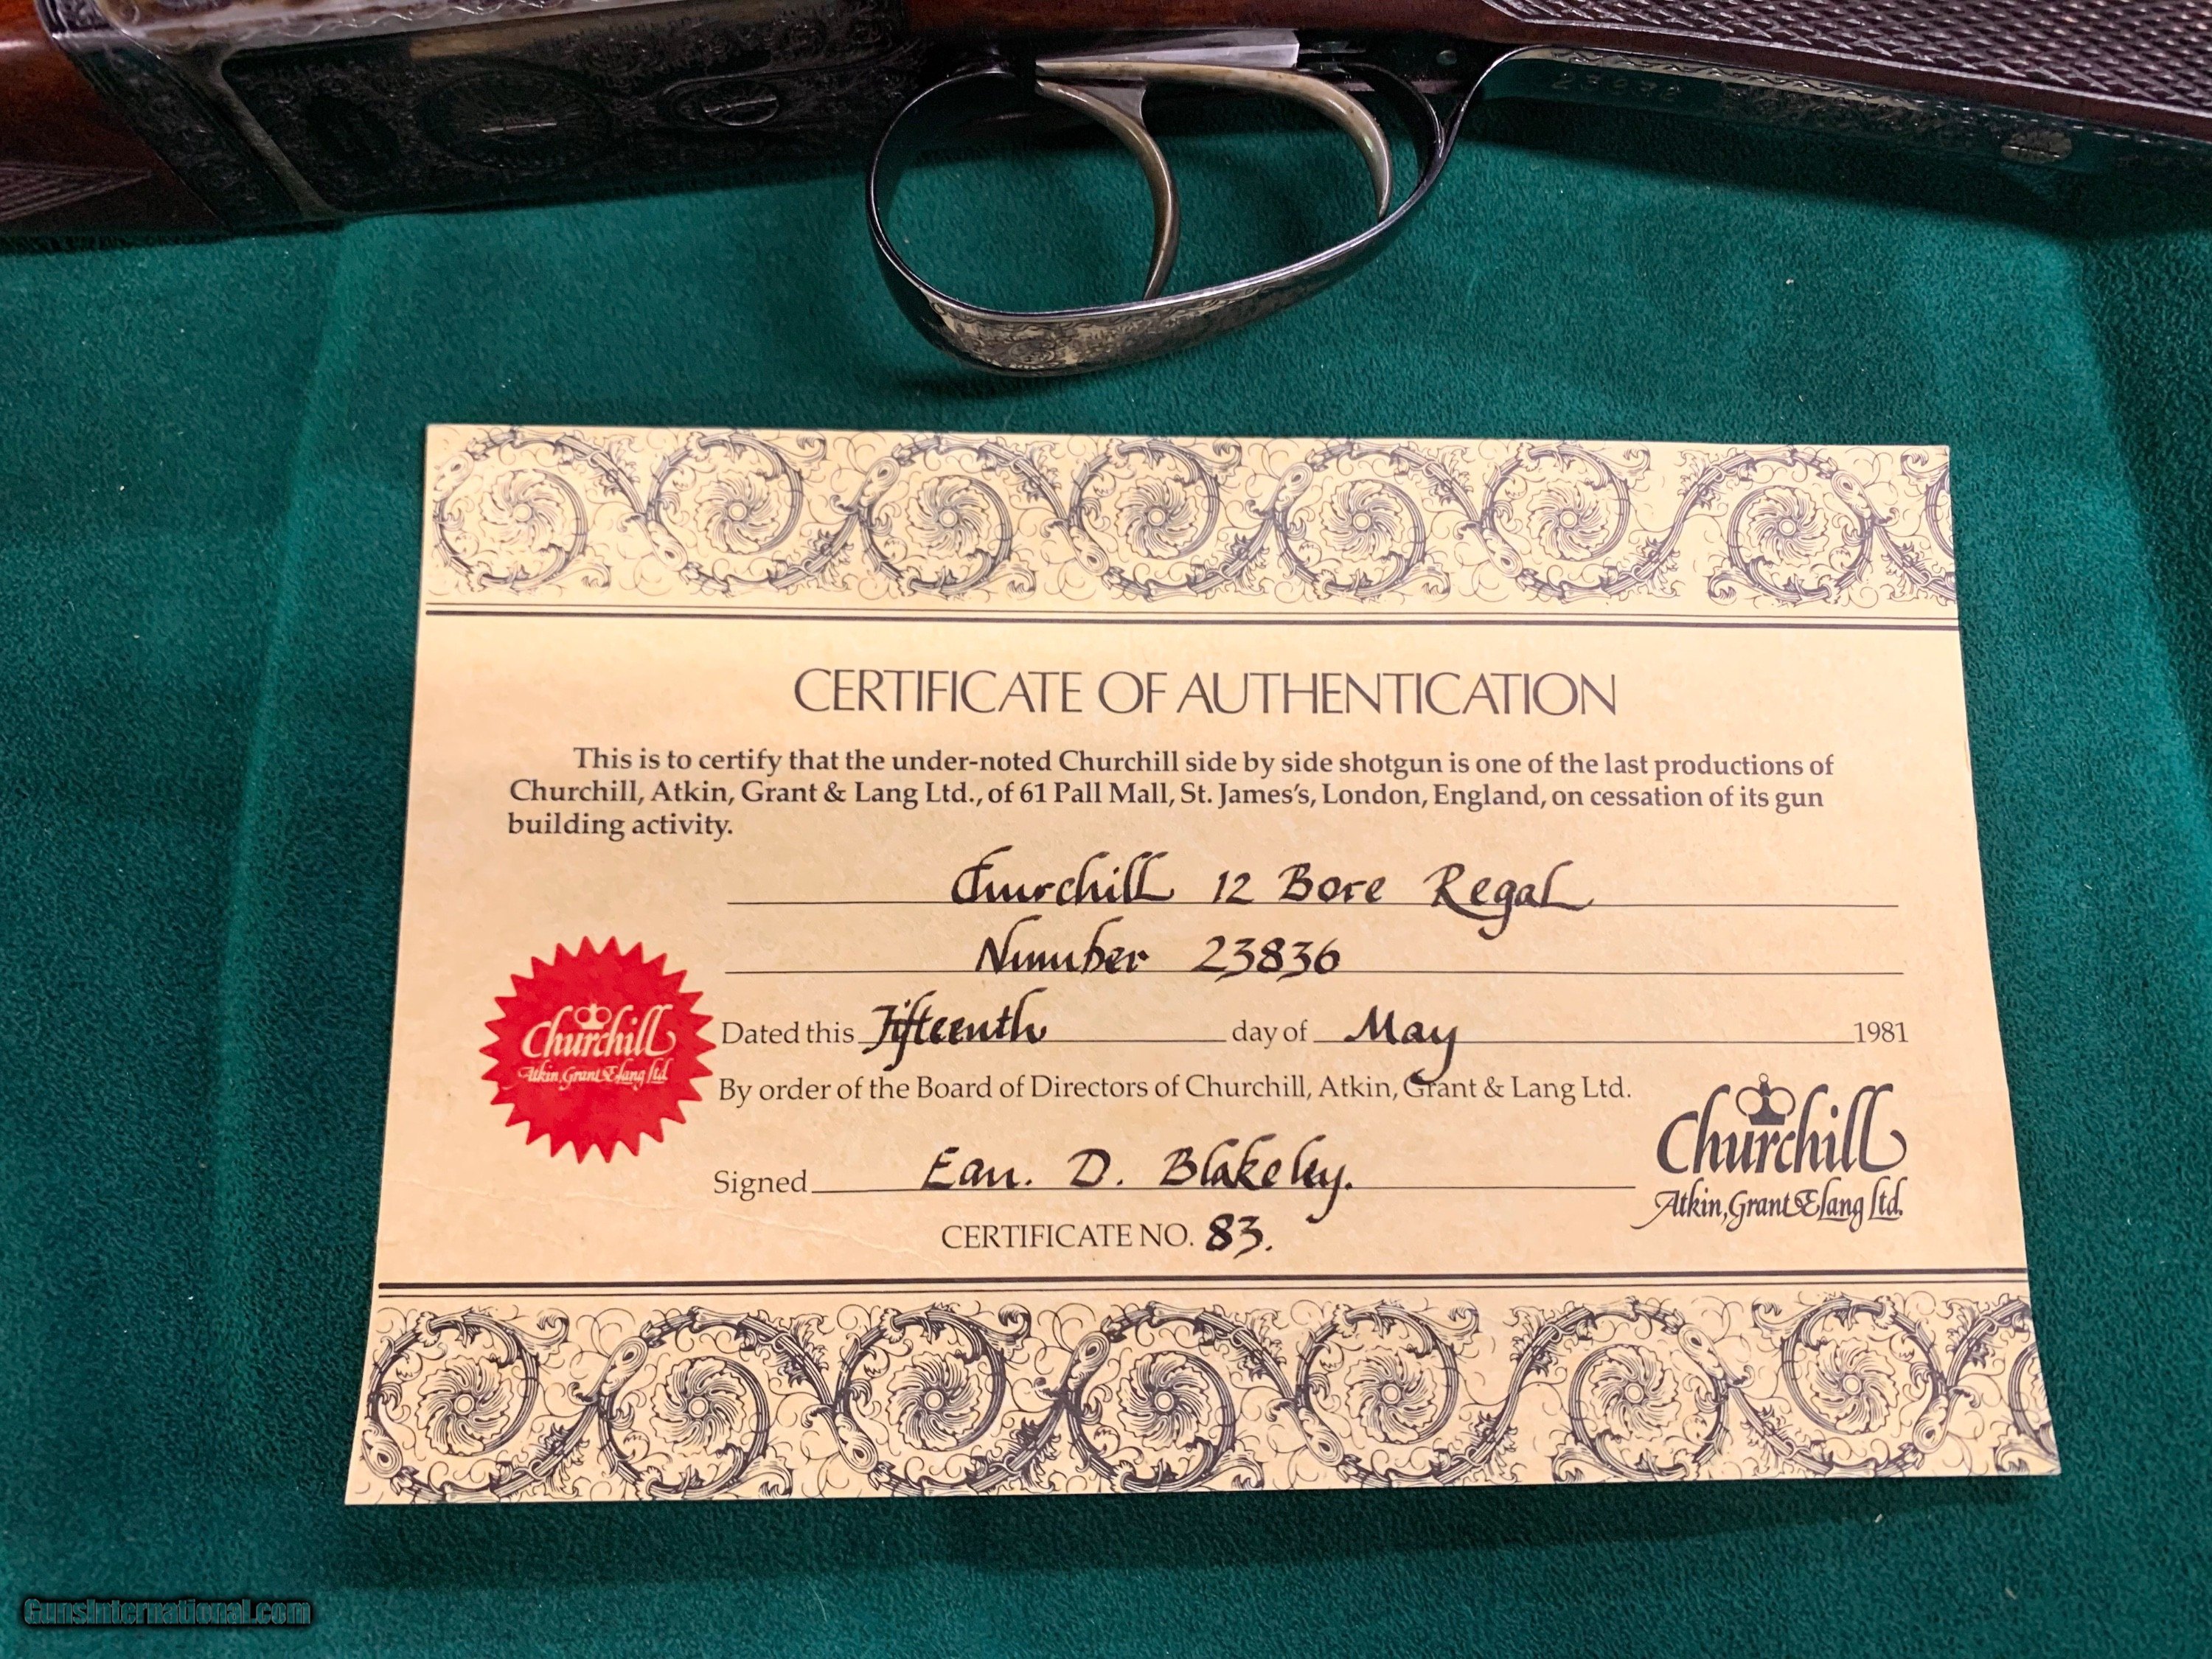 CERTIFICATE OF AUTHENTICATION
This is to certify that the under-noted Churchill side by side shotgun is one of the last productions of
Churchill, Atkin, Grant & Lang Ltd., of 61 Pall Mall, St. James's, London, England, on cessation of its gun
building activity.
Churchill 12 Bore Regal
Number 23836
Dated this Fifteenth day of May 1981
By order of the Board of Directors of Churchill, Atkin, Grant & Lang Ltd.
Signed Ean. D. Blakeley.
CERTIFICATE NO. 83.
Churchill
Atkin, Grant & Lang Ltd.
Churchill
Atkin, Grant & Lang Ltd.
GunsInternational.com